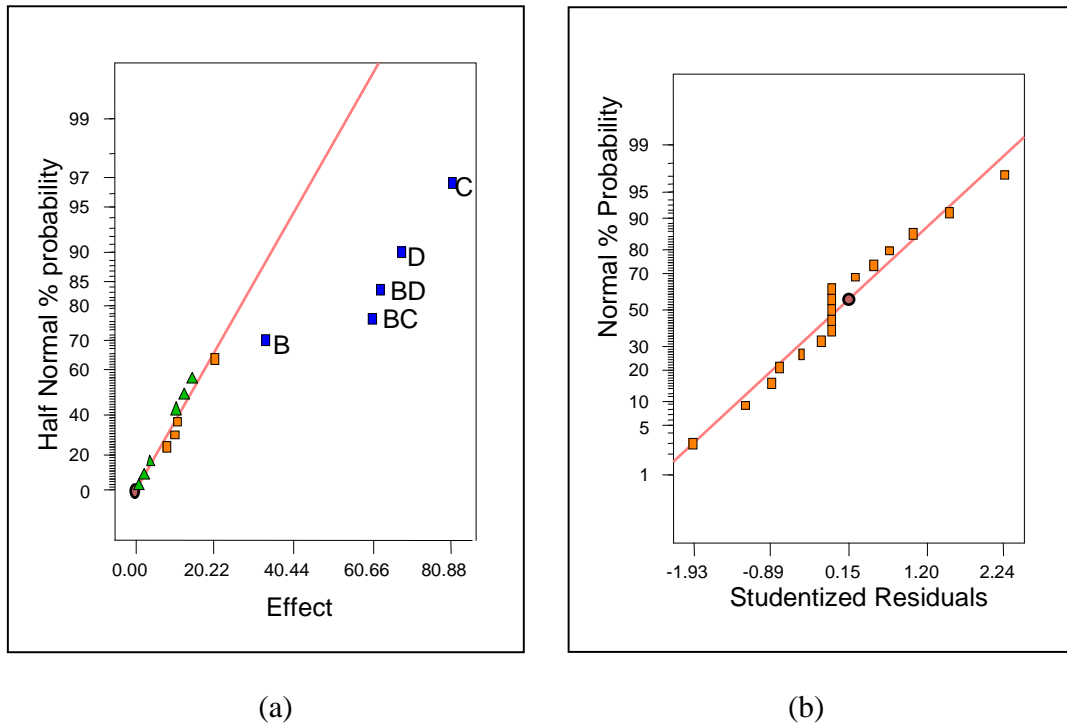 Half Normal % probability
99
97
95
90
85
80
70
60
40
20
0
C
D
BD
BC
B
0.00 20.22 40.44 60.66 80.88
Effect
(a)
Normal % Probability
99
95
90
80
70
50
30
20
10
5
1
-1.93 -0.89 0.15 1.20 2.24
Studentized Residuals
(b)